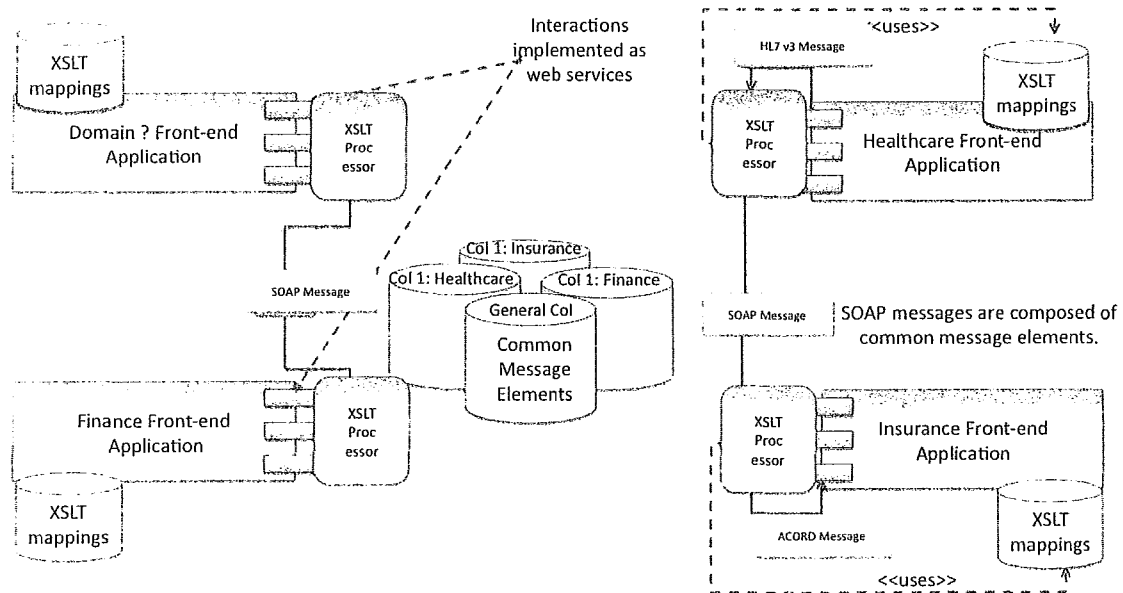 Interactions
implemented as
web services
XSLT
mappings
Domain ? Front-end
Application
XSLT
Proc
essor
SOAP Message
Col 1: Insurance
Col 1: Healthcare
Col 1: Finance
General Col
Common
Message
Elements
Finance Front-end
Application
XSLT
Proc
essor
XSLT
mappings
<<uses>>
HL7 v3 Message
XSLT
mappings
XSLT
Proc
essor
Healthcare Front-end
Application
SOAP Message
SOAP messages are composed of
common message elements.
XSLT
Proc
essor
Insurance Front-end
Application
XSLT
mappings
ACORD Message
<<uses>>